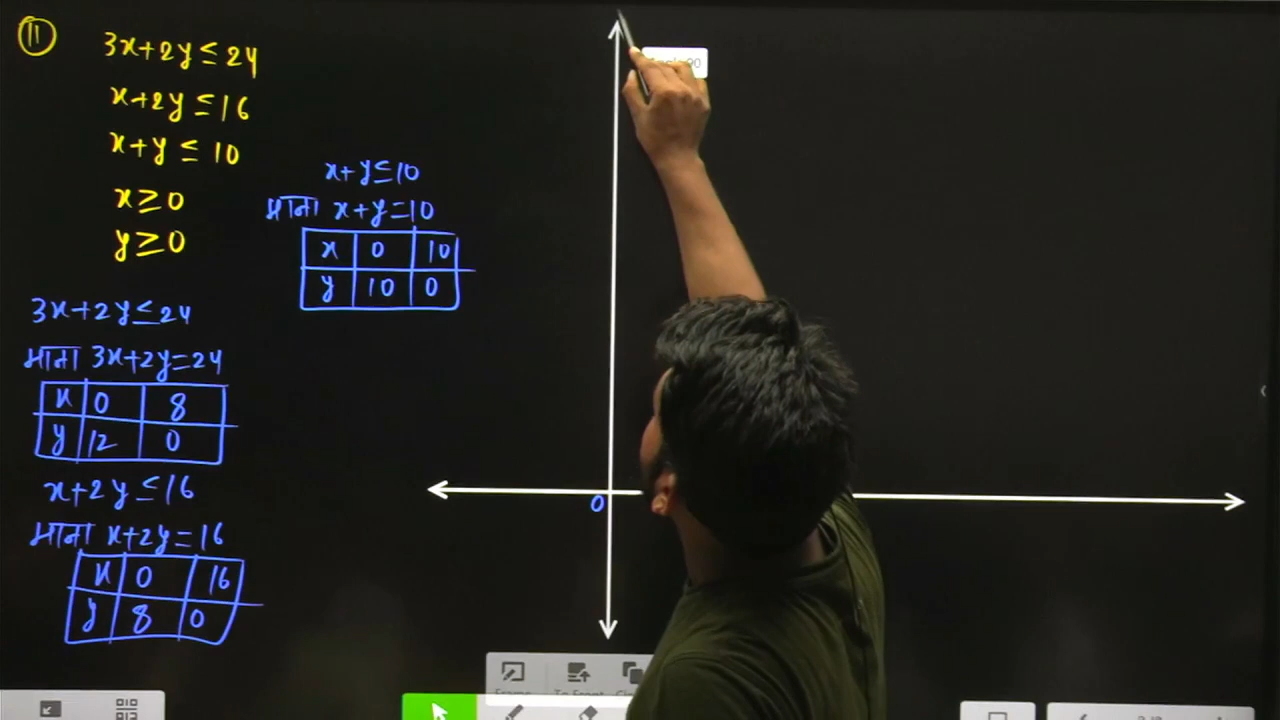 11
3x+2y≤24
x+2y≤16
x+y≤10
x≥0
y≥0
3x+2y≤24
माना 3x+2y=24
x 0 8
y 12 0
x+2y≤16
माना x+2y=16
x 0 16
y 8 0
x+y≤10
माना x+y=10
x 0 10
y 10 0
0